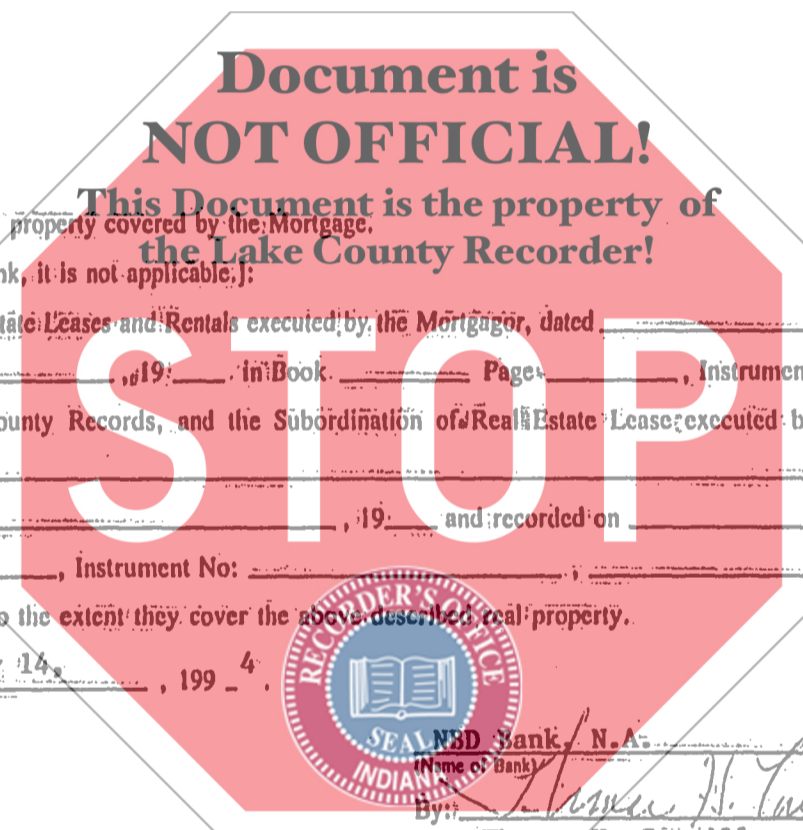 Document is
NOT OFFICIAL!
This Document is the property of
the Lake County Recorder!
property covered by the Mortgage.
nk, it is not applicable.]:
tate Leases and Rentals executed by the Mortgagor, dated
, 19 in Book Page , Instrumen
ounty Records, and the Subordination of Real Estate Lease executed b
STOP
, 19 and recorded on
, Instrument No:
o the extent they cover the above described real property.
14, , 199 4.
RECORDER'S OFFICE
SEAL
INDIANA
NBD Bank, N.A.
(Name of Bank)
By: